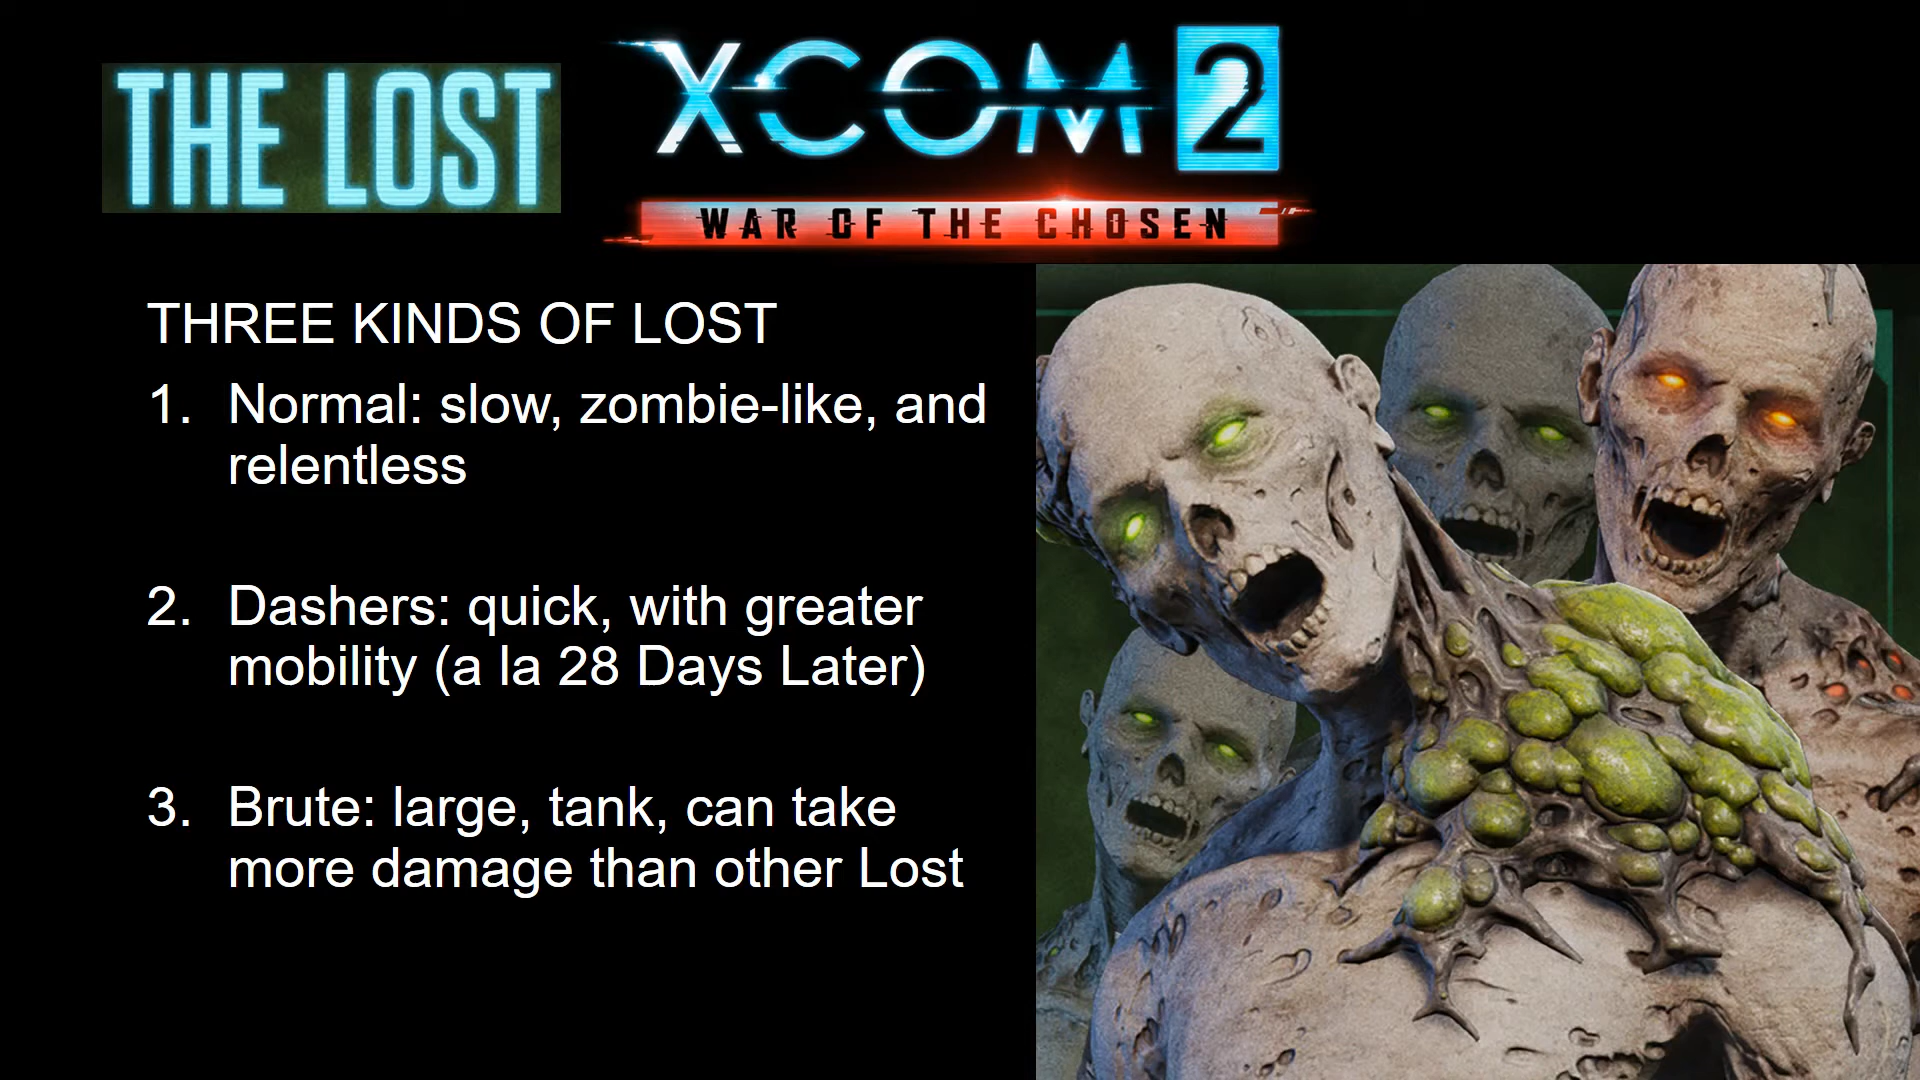 THE LOST
XCOM 2
WAR OF THE CHOSEN
THREE KINDS OF LOST
1. Normal: slow, zombie-like, and
relentless
2. Dashers: quick, with greater
mobility (a la 28 Days Later)
3. Brute: large, tank, can take
more damage than other Lost